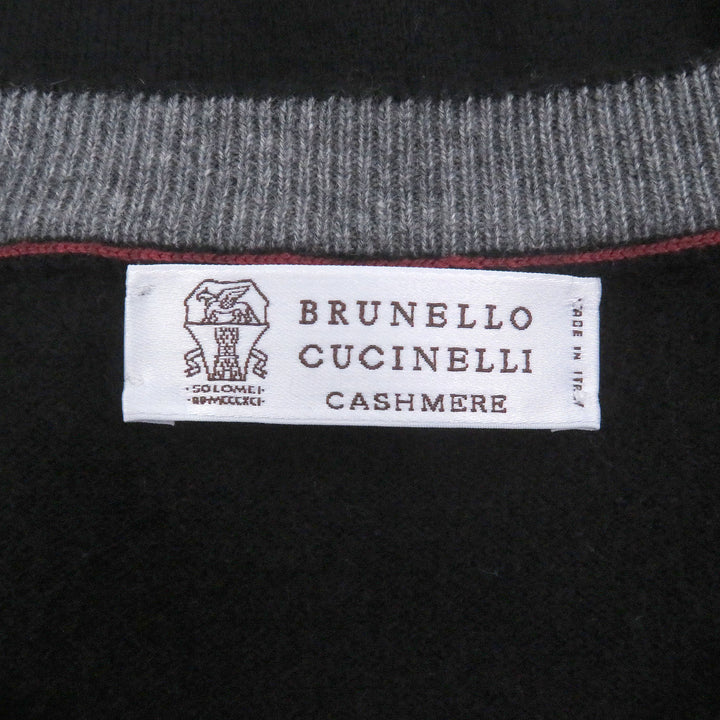 BRUNELLO
CUCINELLI
CASHMERE
·SOLOMEI·
MADE IN ITALY